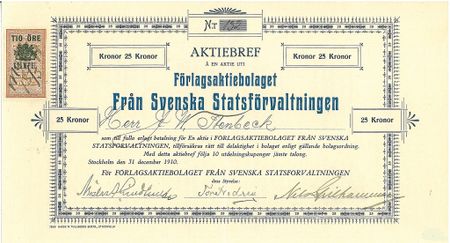 TIO ÖRE
N:r 150
AKTIEBREF
Å EN AKTIE UTI
Kronor 25 Kronor
Kronor 25 Kronor
Förlagsaktiebolaget
Från Svenska Statsförvaltningen
25 Kronor
25 Kronor
Herr A W Stenbeck
som till fullo erlagt betalning för En aktie i FÖRLAGSAKTIEBOLAGET FRÅN SVENSKA
STATSFÖRVALTNINGEN, tillförsäkras rätt till delaktighet i bolaget enligt gällande bolagsordning.
Med detta aktiebref följa 10 utdelningskuponger jämte talong.
Stockholm den 31 december 1910.
För FÖRLAGSAKTIEBOLAGET FRÅN SVENSKA STATSFÖRVALTNINGEN
dess Styrelse: